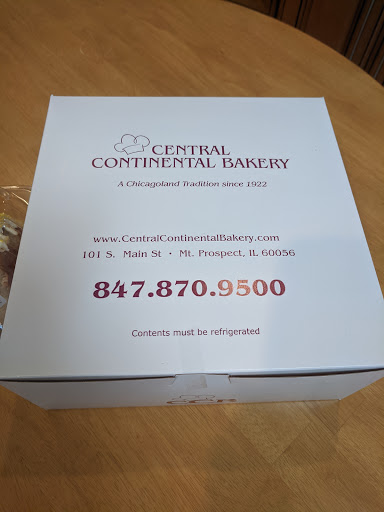 CENTRAL
CONTINENTAL BAKERY
A Chicagoland Tradition since 1922
www.CentralContinentalBakery.com
101 S. Main St • Mt. Prospect, IL 60056
847.870.9500
Contents must be refrigerated